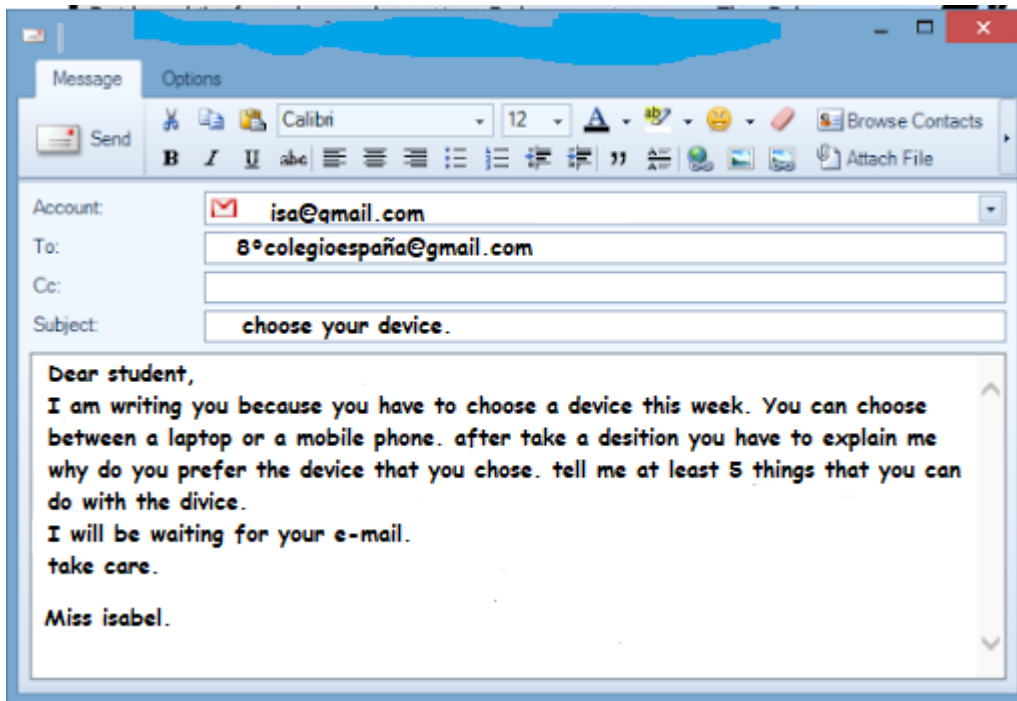 Message Options
Send Calibri 12 A ab Browse Contacts
B I U abc Attach File
Account: isa@gmail.com
To: 8°colegioespaña@gmail.com
Cc:
Subject: choose your device.
Dear student,
I am writing you because you have to choose a device this week. You can choose
between a laptop or a mobile phone. after take a desition you have to explain me
why do you prefer the device that you chose. tell me at least 5 things that you can
do with the divice.
I will be waiting for your e-mail.
take care.
Miss isabel.